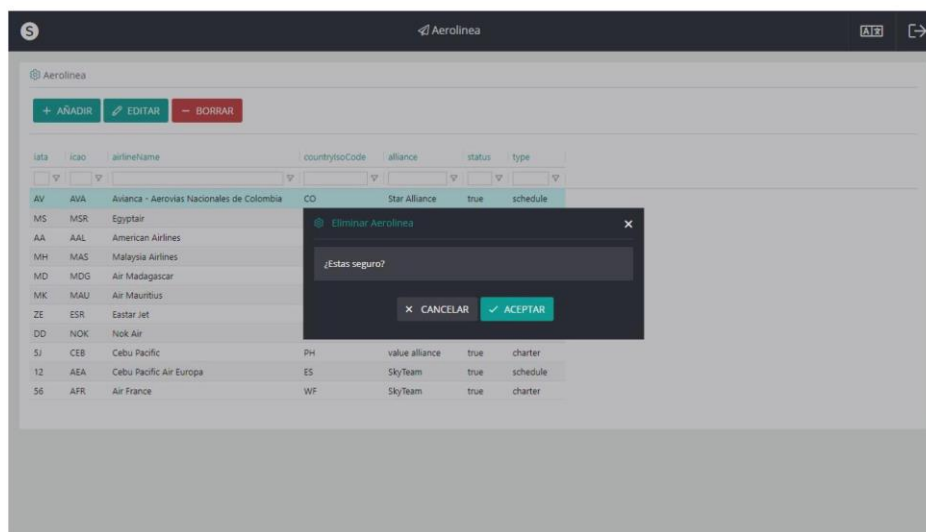 S Aerolinea A文
Aerolinea
+ AÑADIR EDITAR − BORRAR
iata icao airlineName countryIsoCode alliance status type
AV AVA Avianca - Aerovias Nacionales de Colombia CO Star Alliance true schedule
MS MSR Egyptair
Eliminar Aerolinea ×
AA AAL American Airlines
MH MAS Malaysia Airlines
¿Estas seguro?
MD MDG Air Madagascar
MK MAU Air Mauritius
ZE ESR Eastar Jet
× CANCELAR ✓ ACEPTAR
DD NOK Nok Air
5J CEB Cebu Pacific PH value alliance true charter
12 AEA Cebu Pacific Air Europa ES SkyTeam true schedule
56 AFR Air France WF SkyTeam true charter